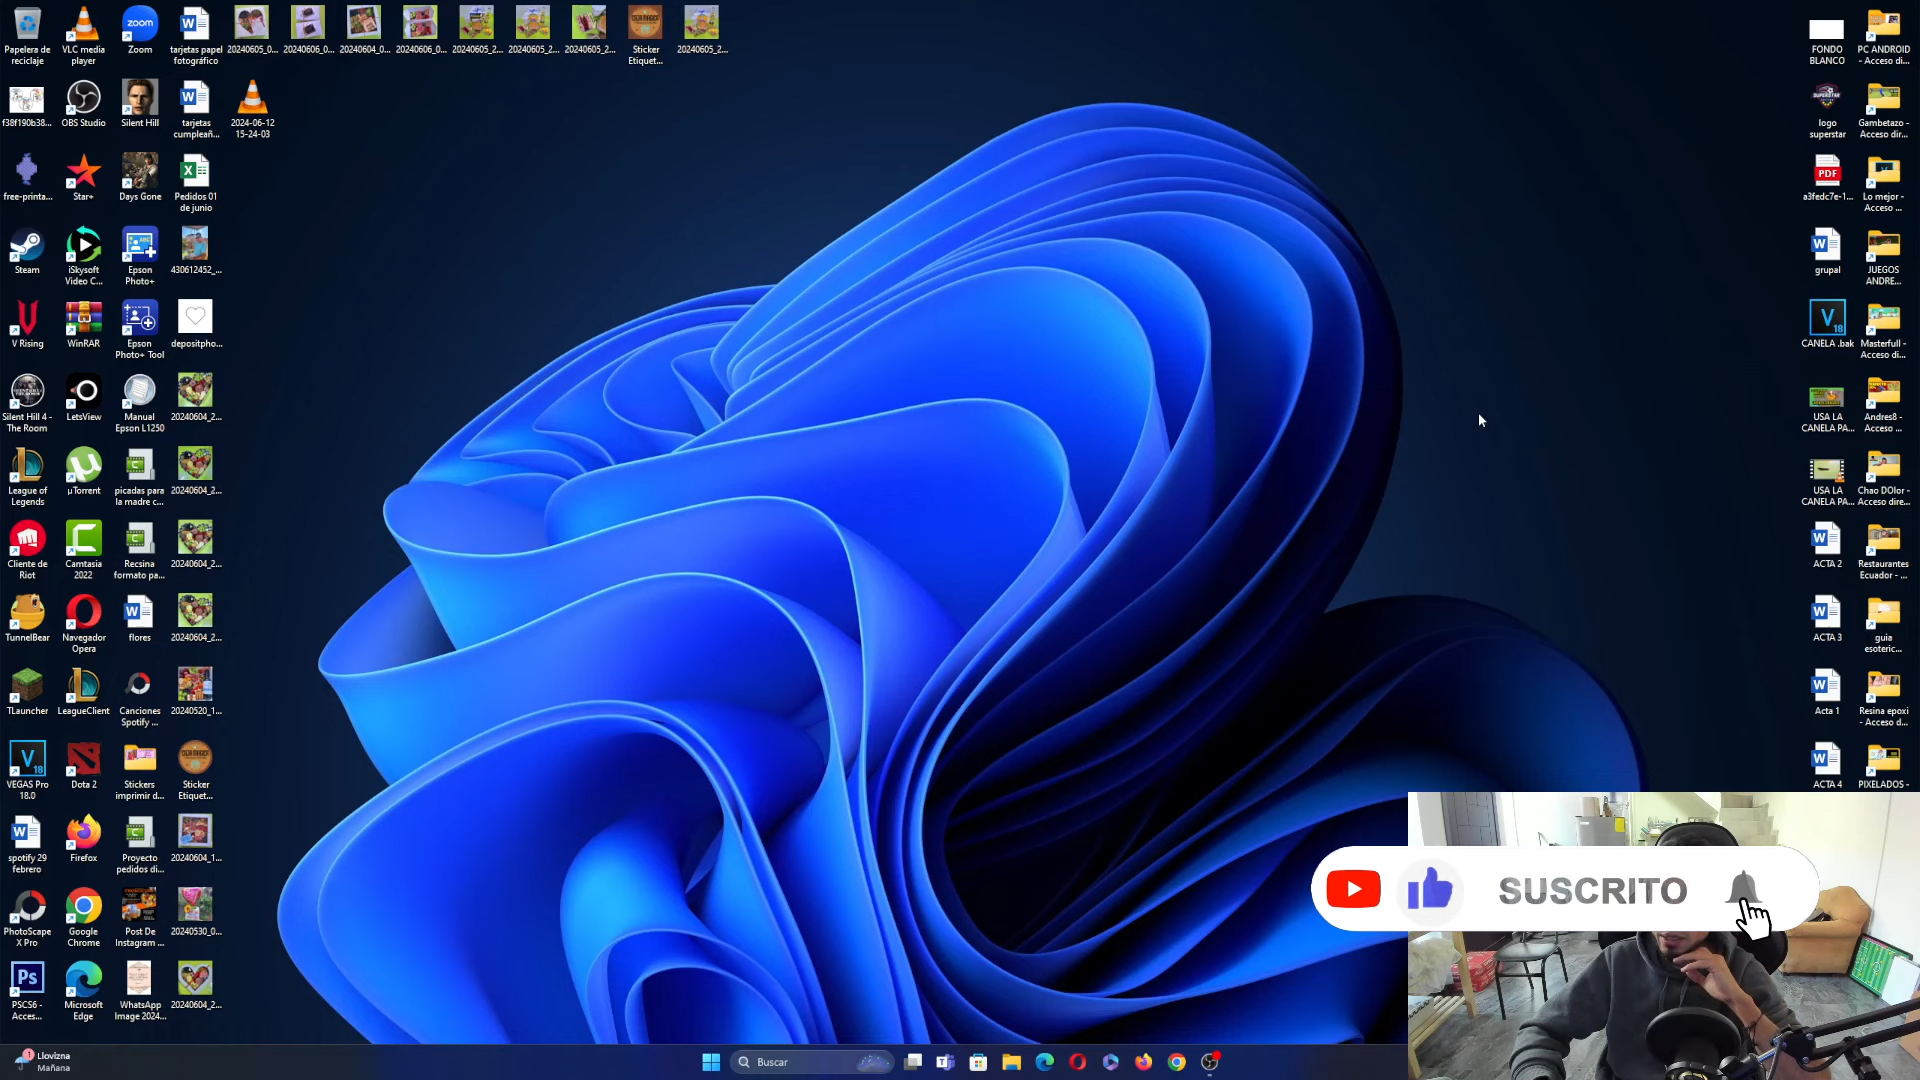 Papelera de
reciclaje
VLC media
player
Zoom
tarjetas papel
fotográfico
20240605_0...
20240606_0...
20240604_0...
20240606_0...
20240605_2...
20240605_2...
20240605_2...
Sticker
Etiquet...
20240605_2...
f38f190b38...
OBS Studio
Silent Hill
tarjetas
cumpleañ...
2024-06-12
15-24-03
free-printa...
Star+
Days Gone
Pedidos 01
de junio
Steam
iSkysoft
Video C...
Epson
Photo+
430612452_...
V Rising
WinRAR
Epson
Photo+ Tool
depositpho...
Silent Hill 4 -
The Room
LetsView
Manual
Epson L1250
20240604_2...
League of
Legends
µTorrent
picadas para
la madre c...
20240604_2...
Cliente de
Riot
Camtasia
2022
Recsina
formato pa...
20240604_2...
TunnelBear
Navegador
Opera
flores
20240604_2...
TLauncher
LeagueClient
Canciones
Spotify ...
20240520_1...
VEGAS Pro
18.0
Dota 2
Stickers
imprimir d...
Sticker
Etiquet...
spotify 29
febrero
Firefox
Proyecto
pedidos di...
20240604_1...
PhotoScape
X Pro
Google
Chrome
Post De
Instagram ...
20240530_0...
PSCS6 -
Acces...
Microsoft
Edge
WhatsApp
Image 2024...
20240604_2...
FONDO
BLANCO
PC ANDROID
- Acceso di...
logo
superstar
Gambetazo -
Acceso dir...
PDF
a3fedc7e-1...
Lo mejor -
Acceso ...
grupal
JUEGOS
ANDRE...
CANELA .bak
Masterfull -
Acceso di...
USA LA
CANELA PA...
Andres8 -
Acceso ...
USA LA
CANELA PA...
Chao DOlor -
Acceso dire...
ACTA 2
Restaurantes
Ecuador - ...
ACTA 3
guia
esoteric...
Acta 1
Resina epoxi
- Acceso d...
ACTA 4
PIXELADOS -
SUSCRITO
1
Llovizna
Mañana
Buscar